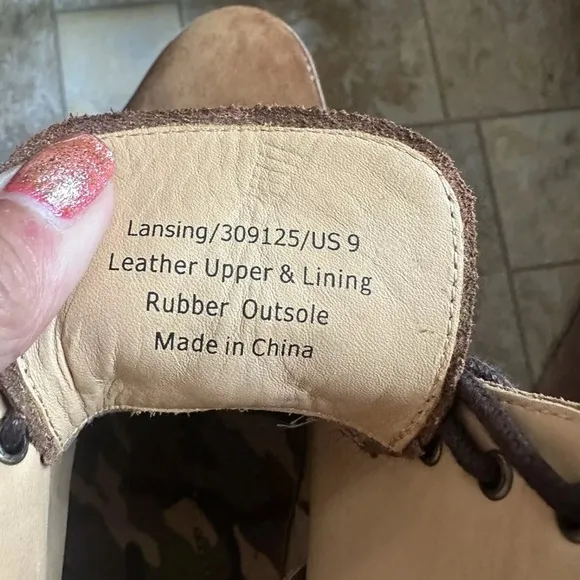 Lansing/309125/US 9
Leather Upper & Lining
Rubber Outsole
Made in China